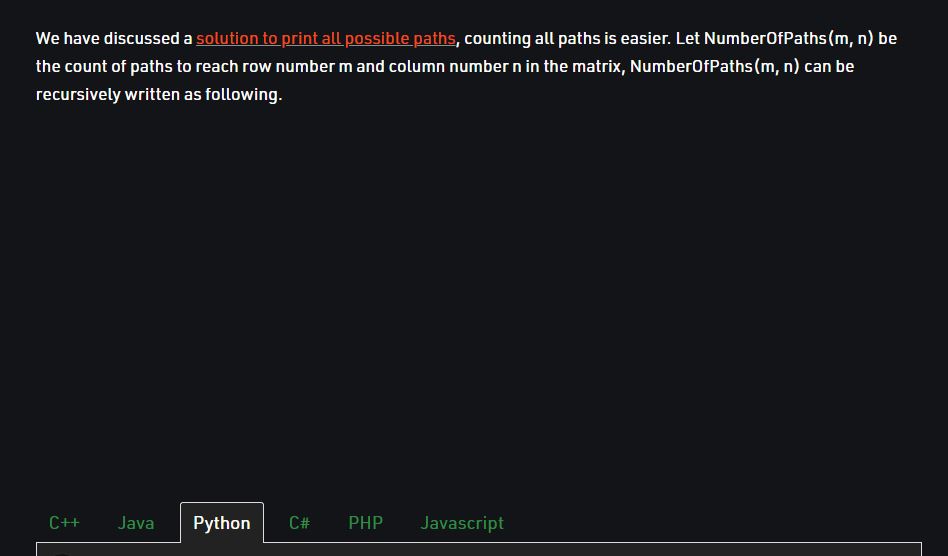 We have discussed a solution to print all possible paths, counting all paths is easier. Let NumberOfPaths(m, n) be
the count of paths to reach row number m and column number n in the matrix, NumberOfPaths(m, n) can be
recursively written as following.
C++ Java Python C# PHP Javascript